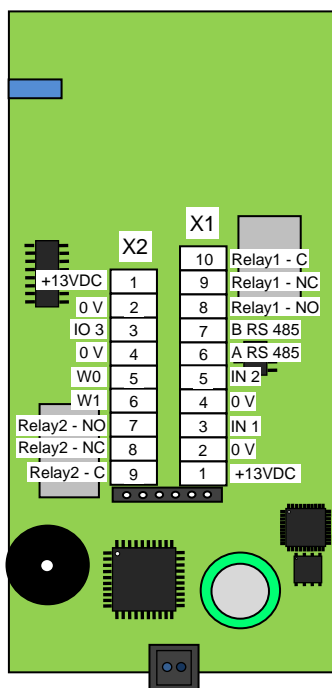 X1
X2
10 Relay1 - C
9 Relay1 - NC
8 Relay1 - NO
7 B RS 485
6 A RS 485
5 IN 2
4 0 V
3 IN 1
2 0 V
1 +13VDC
+13VDC 1
0 V 2
IO 3 3
0 V 4
W0 5
W1 6
Relay2 - NO 7
Relay2 - NC 8
Relay2 - C 9